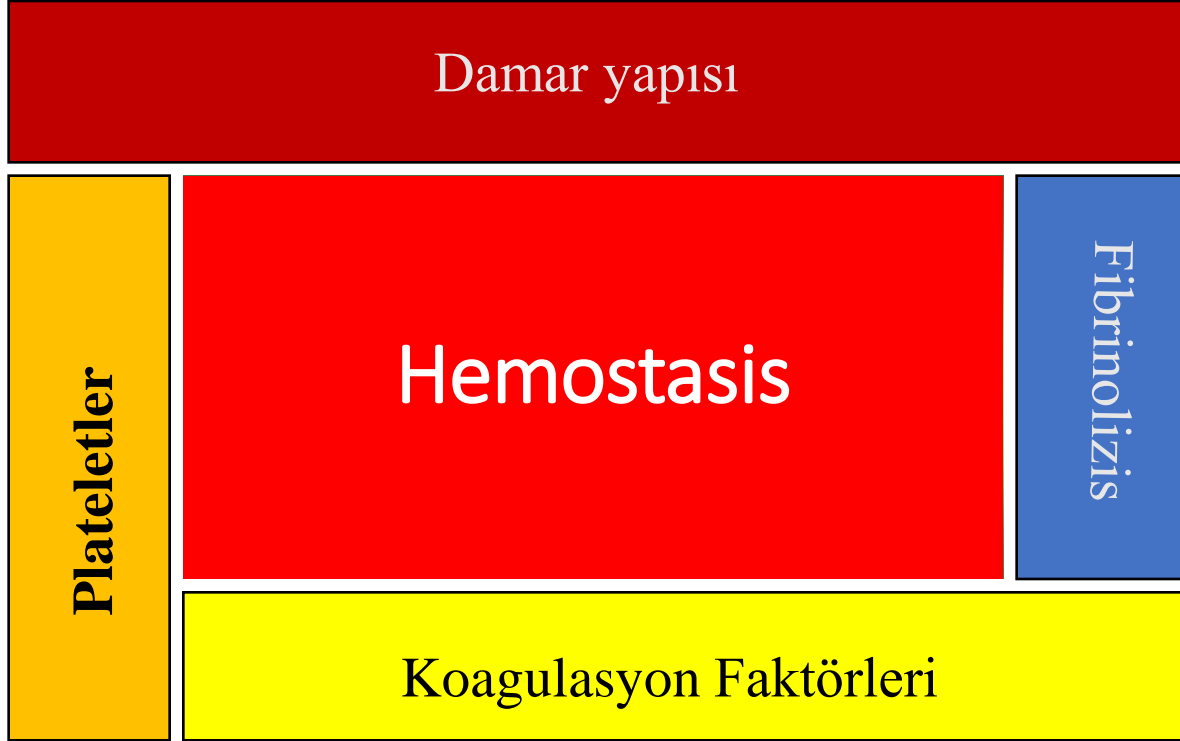 Damar yapısı
Plateletler
Hemostasis
Fibrinolizis
Koagulasyon Faktörleri